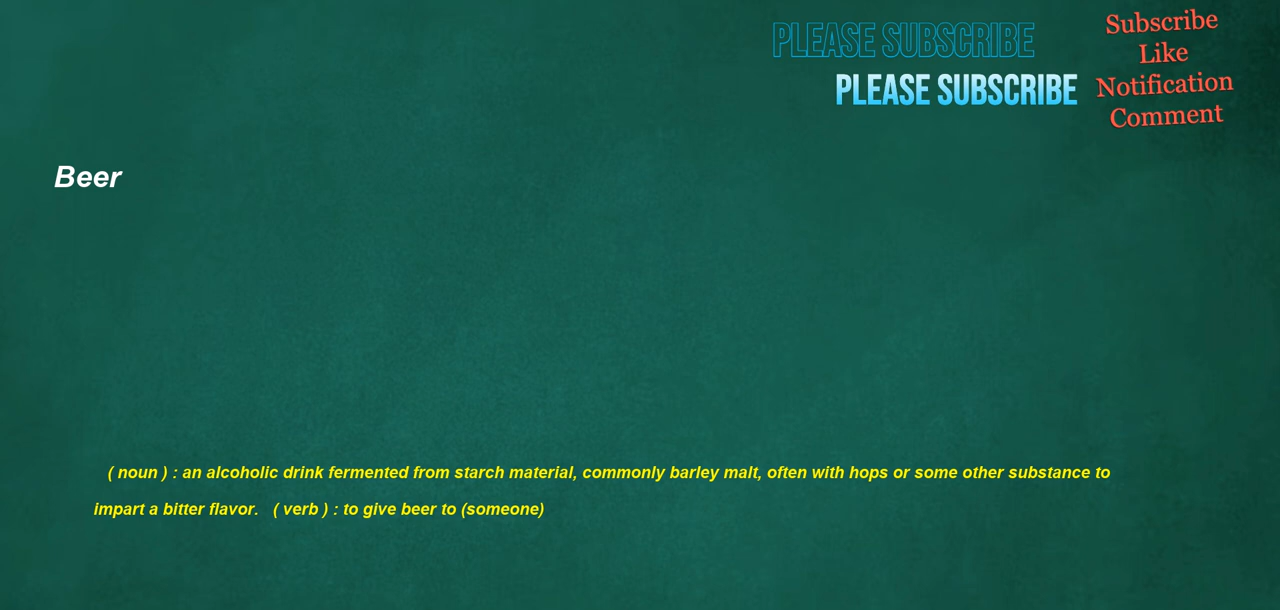 PLEASE SUBSCRIBE
PLEASE SUBSCRIBE
Subscribe
Like
Notification
Comment
Beer
( noun ) : an alcoholic drink fermented from starch material, commonly barley malt, often with hops or some other substance to
impart a bitter flavor. ( verb ) : to give beer to (someone)